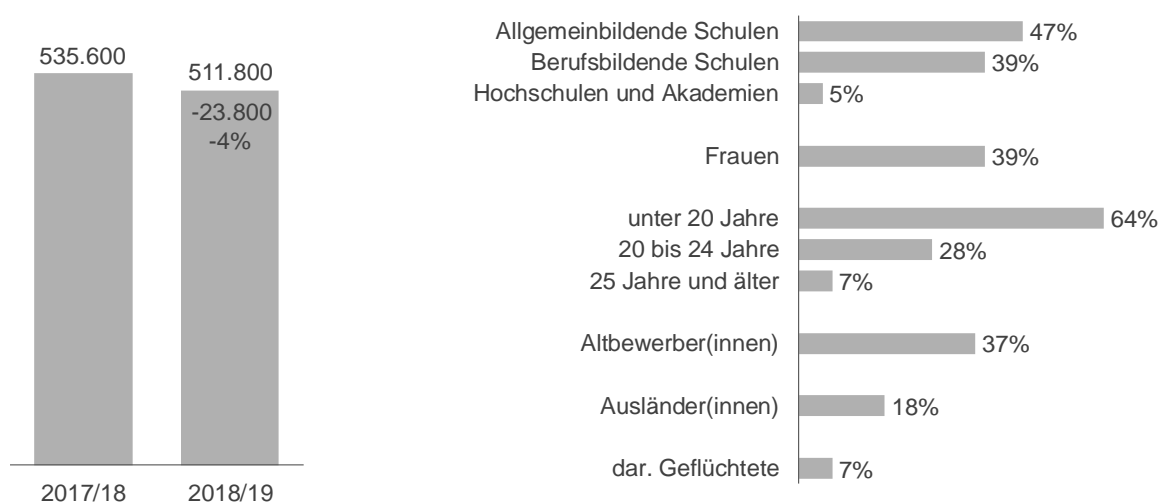 535.600
511.800
-23.800
-4%
2017/18
2018/19
Allgemeinbildende Schulen 47%
Berufsbildende Schulen 39%
Hochschulen und Akademien 5%
Frauen 39%
unter 20 Jahre 64%
20 bis 24 Jahre 28%
25 Jahre und älter 7%
Altbewerber(innen) 37%
Ausländer(innen) 18%
dar. Geflüchtete 7%